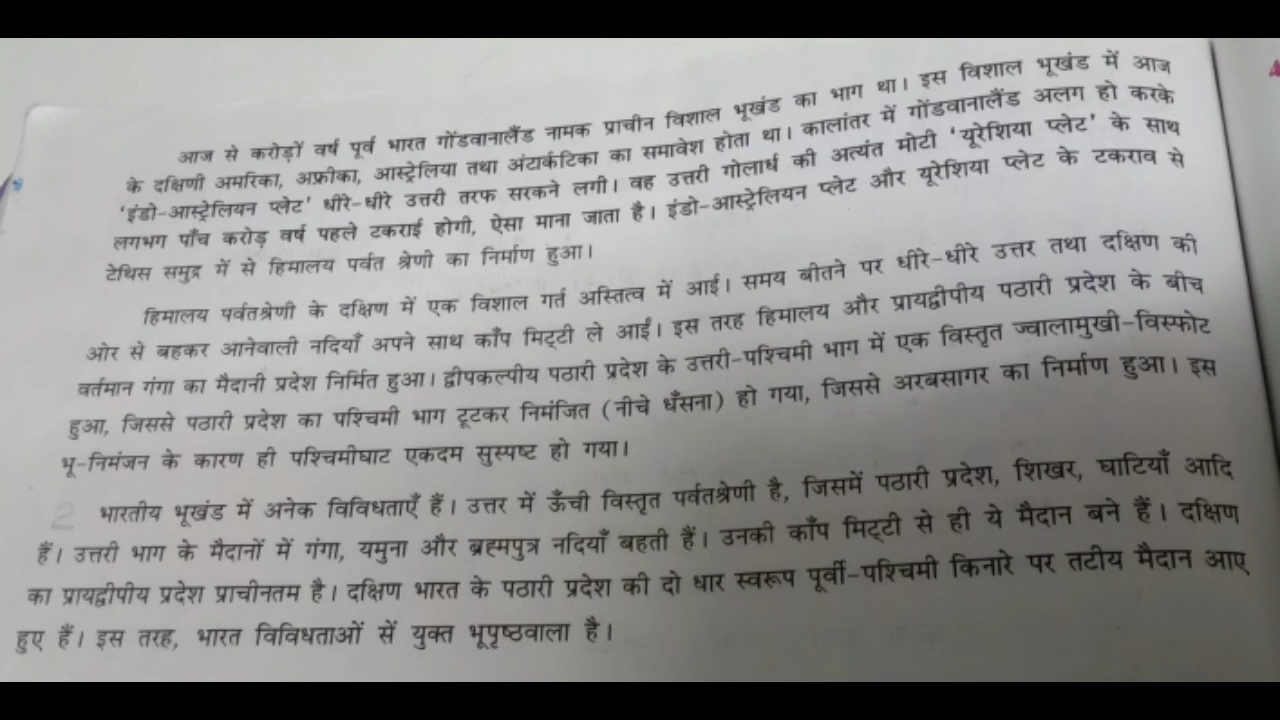 आज से करोड़ों वर्ष पूर्व भारत गोंडवानालैंड नामक प्राचीन विशाल भूखंड का भाग था। इस विशाल भूखंड में आज
के दक्षिणी अमरिका, अफ्रीका, आस्ट्रेलिया तथा अंटार्कटिका का समावेश होता था। कालांतर में गोंडवानालैंड अलग हो करके
'इंडो-आस्ट्रेलियन प्लेट' धीरे-धीरे उत्तरी तरफ सरकने लगी। वह उत्तरी गोलार्ध की अत्यंत मोटी 'यूरेशिया प्लेट' के साथ
लगभग पाँच करोड़ वर्ष पहले टकराई होगी, ऐसा माना जाता है। इंडो-आस्ट्रेलियन प्लेट और यूरेशिया प्लेट के टकराव से
टेथिस समुद्र में से हिमालय पर्वत श्रेणी का निर्माण हुआ।
हिमालय पर्वतश्रेणी के दक्षिण में एक विशाल गर्त अस्तित्व में आई। समय बीतने पर धीरे-धीरे उत्तर तथा दक्षिण की
ओर से बहकर आनेवाली नदियाँ अपने साथ काँप मिट्टी ले आईं। इस तरह हिमालय और प्रायद्वीपीय पठारी प्रदेश के बीच
वर्तमान गंगा का मैदानी प्रदेश निर्मित हुआ। द्वीपकल्पीय पठारी प्रदेश के उत्तरी-पश्चिमी भाग में एक विस्तृत ज्वालामुखी-विस्फोट
हुआ, जिससे पठारी प्रदेश का पश्चिमी भाग टूटकर निमंजित (नीचे धँसना) हो गया, जिससे अरबसागर का निर्माण हुआ। इस
भू-निमंजन के कारण ही पश्चिमीघाट एकदम सुस्पष्ट हो गया।
भारतीय भूखंड में अनेक विविधताएँ हैं। उत्तर में ऊँची विस्तृत पर्वतश्रेणी है, जिसमें पठारी प्रदेश, शिखर, घाटियाँ आदि
हैं। उत्तरी भाग के मैदानों में गंगा, यमुना और ब्रह्मपुत्र नदियाँ बहती हैं। उनकी काँप मिट्टी से ही ये मैदान बने हैं। दक्षिण
का प्रायद्वीपीय प्रदेश प्राचीनतम है। दक्षिण भारत के पठारी प्रदेश की दो धार स्वरूप पूर्वी-पश्चिमी किनारे पर तटीय मैदान आए
हुए हैं। इस तरह, भारत विविधताओं सें युक्त भूपृष्ठवाला है।